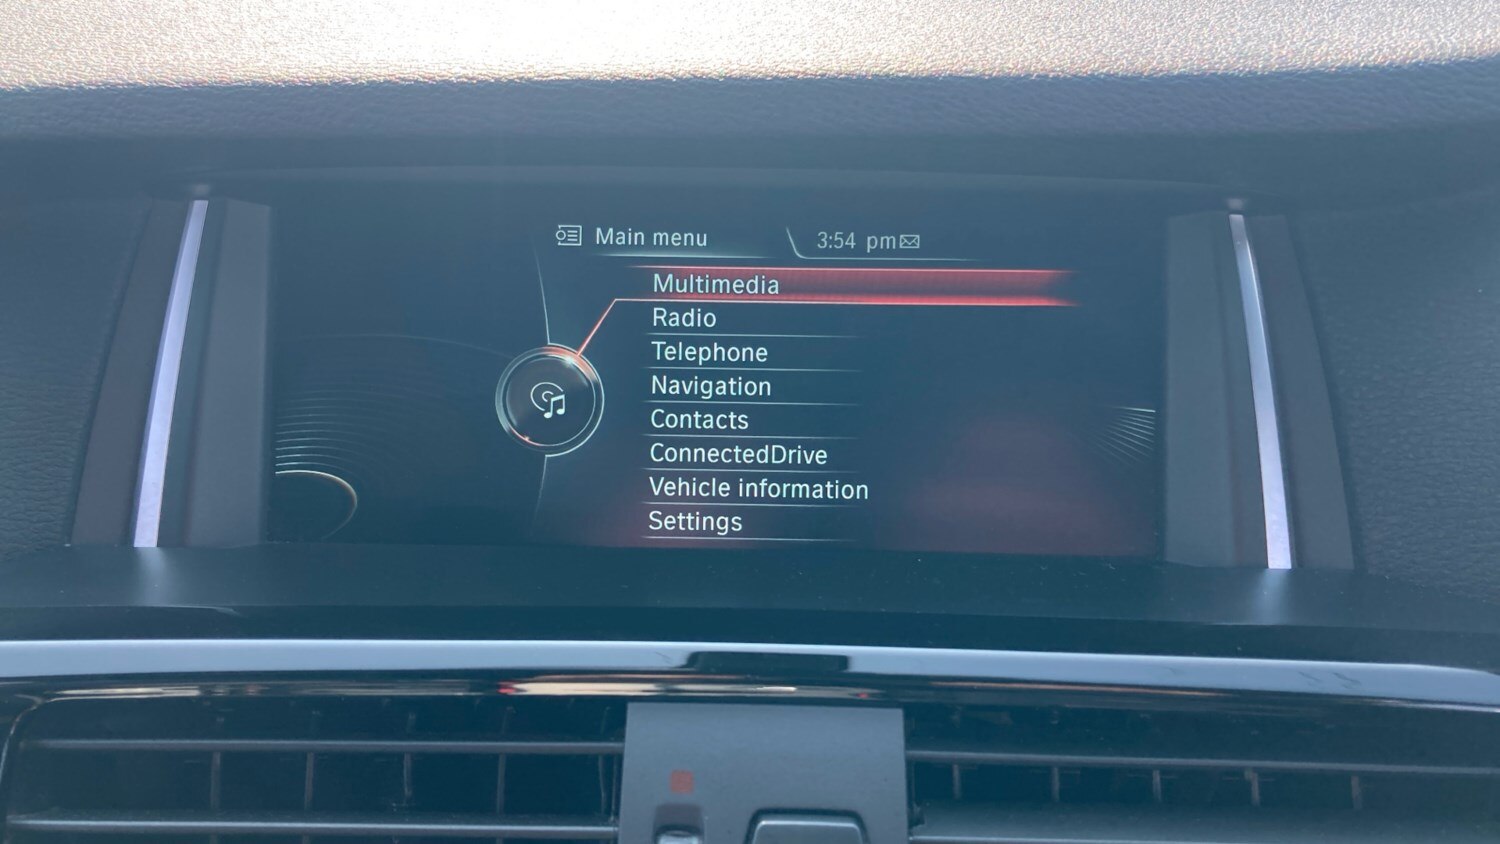 Main menu
3:54 pm
Multimedia
Radio
Telephone
Navigation
Contacts
ConnectedDrive
Vehicle information
Settings